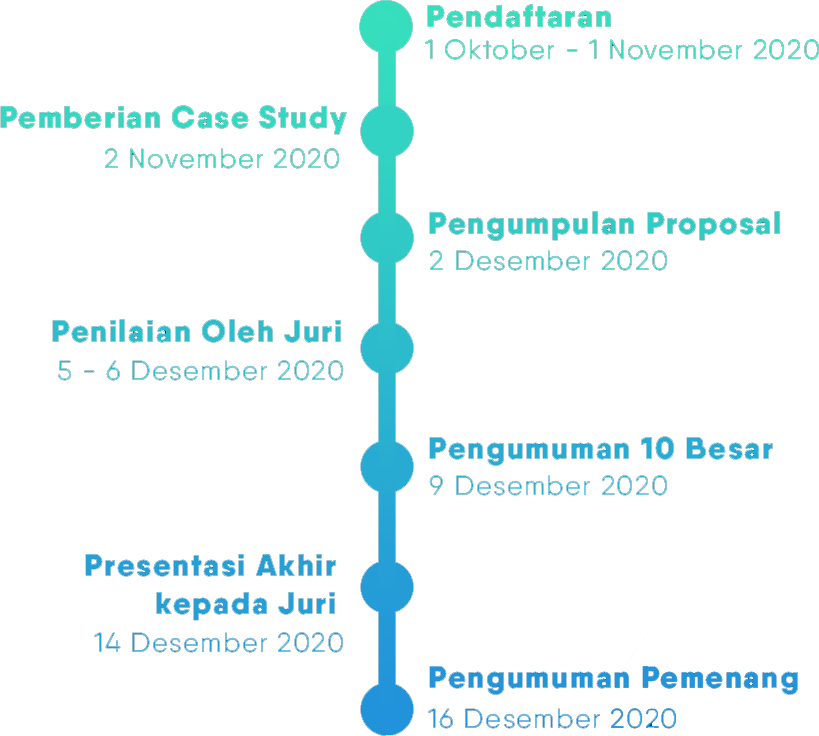 Pendaftaran
1 Oktober - 1 November 2020
Pemberian Case Study
2 November 2020
Pengumpulan Proposal
2 Desember 2020
Penilaian Oleh Juri
5 - 6 Desember 2020
Pengumuman 10 Besar
9 Desember 2020
Presentasi Akhir
kepada Juri
14 Desember 2020
Pengumuman Pemenang
16 Desember 2020